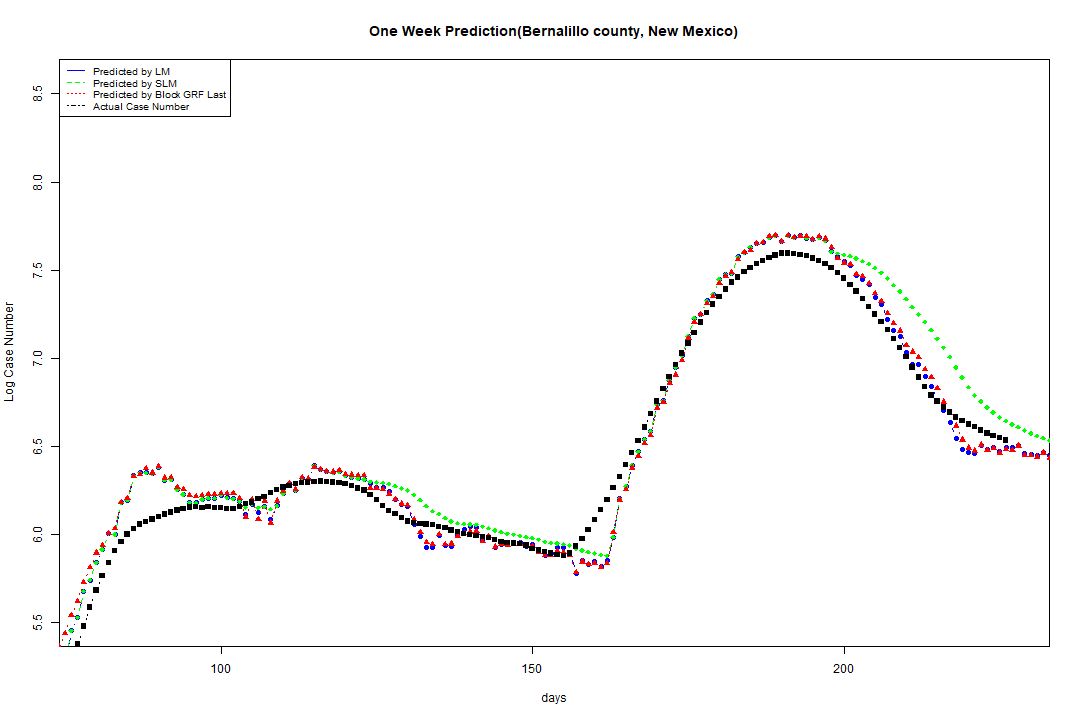 One Week Prediction(Bernalillo county, New Mexico)
Predicted by LM
Predicted by SLM
Predicted by Block GRF Last
Actual Case Number
8.5
8.0
7.5
7.0
6.5
6.0
5.5
Log Case Number
100 150 200
days